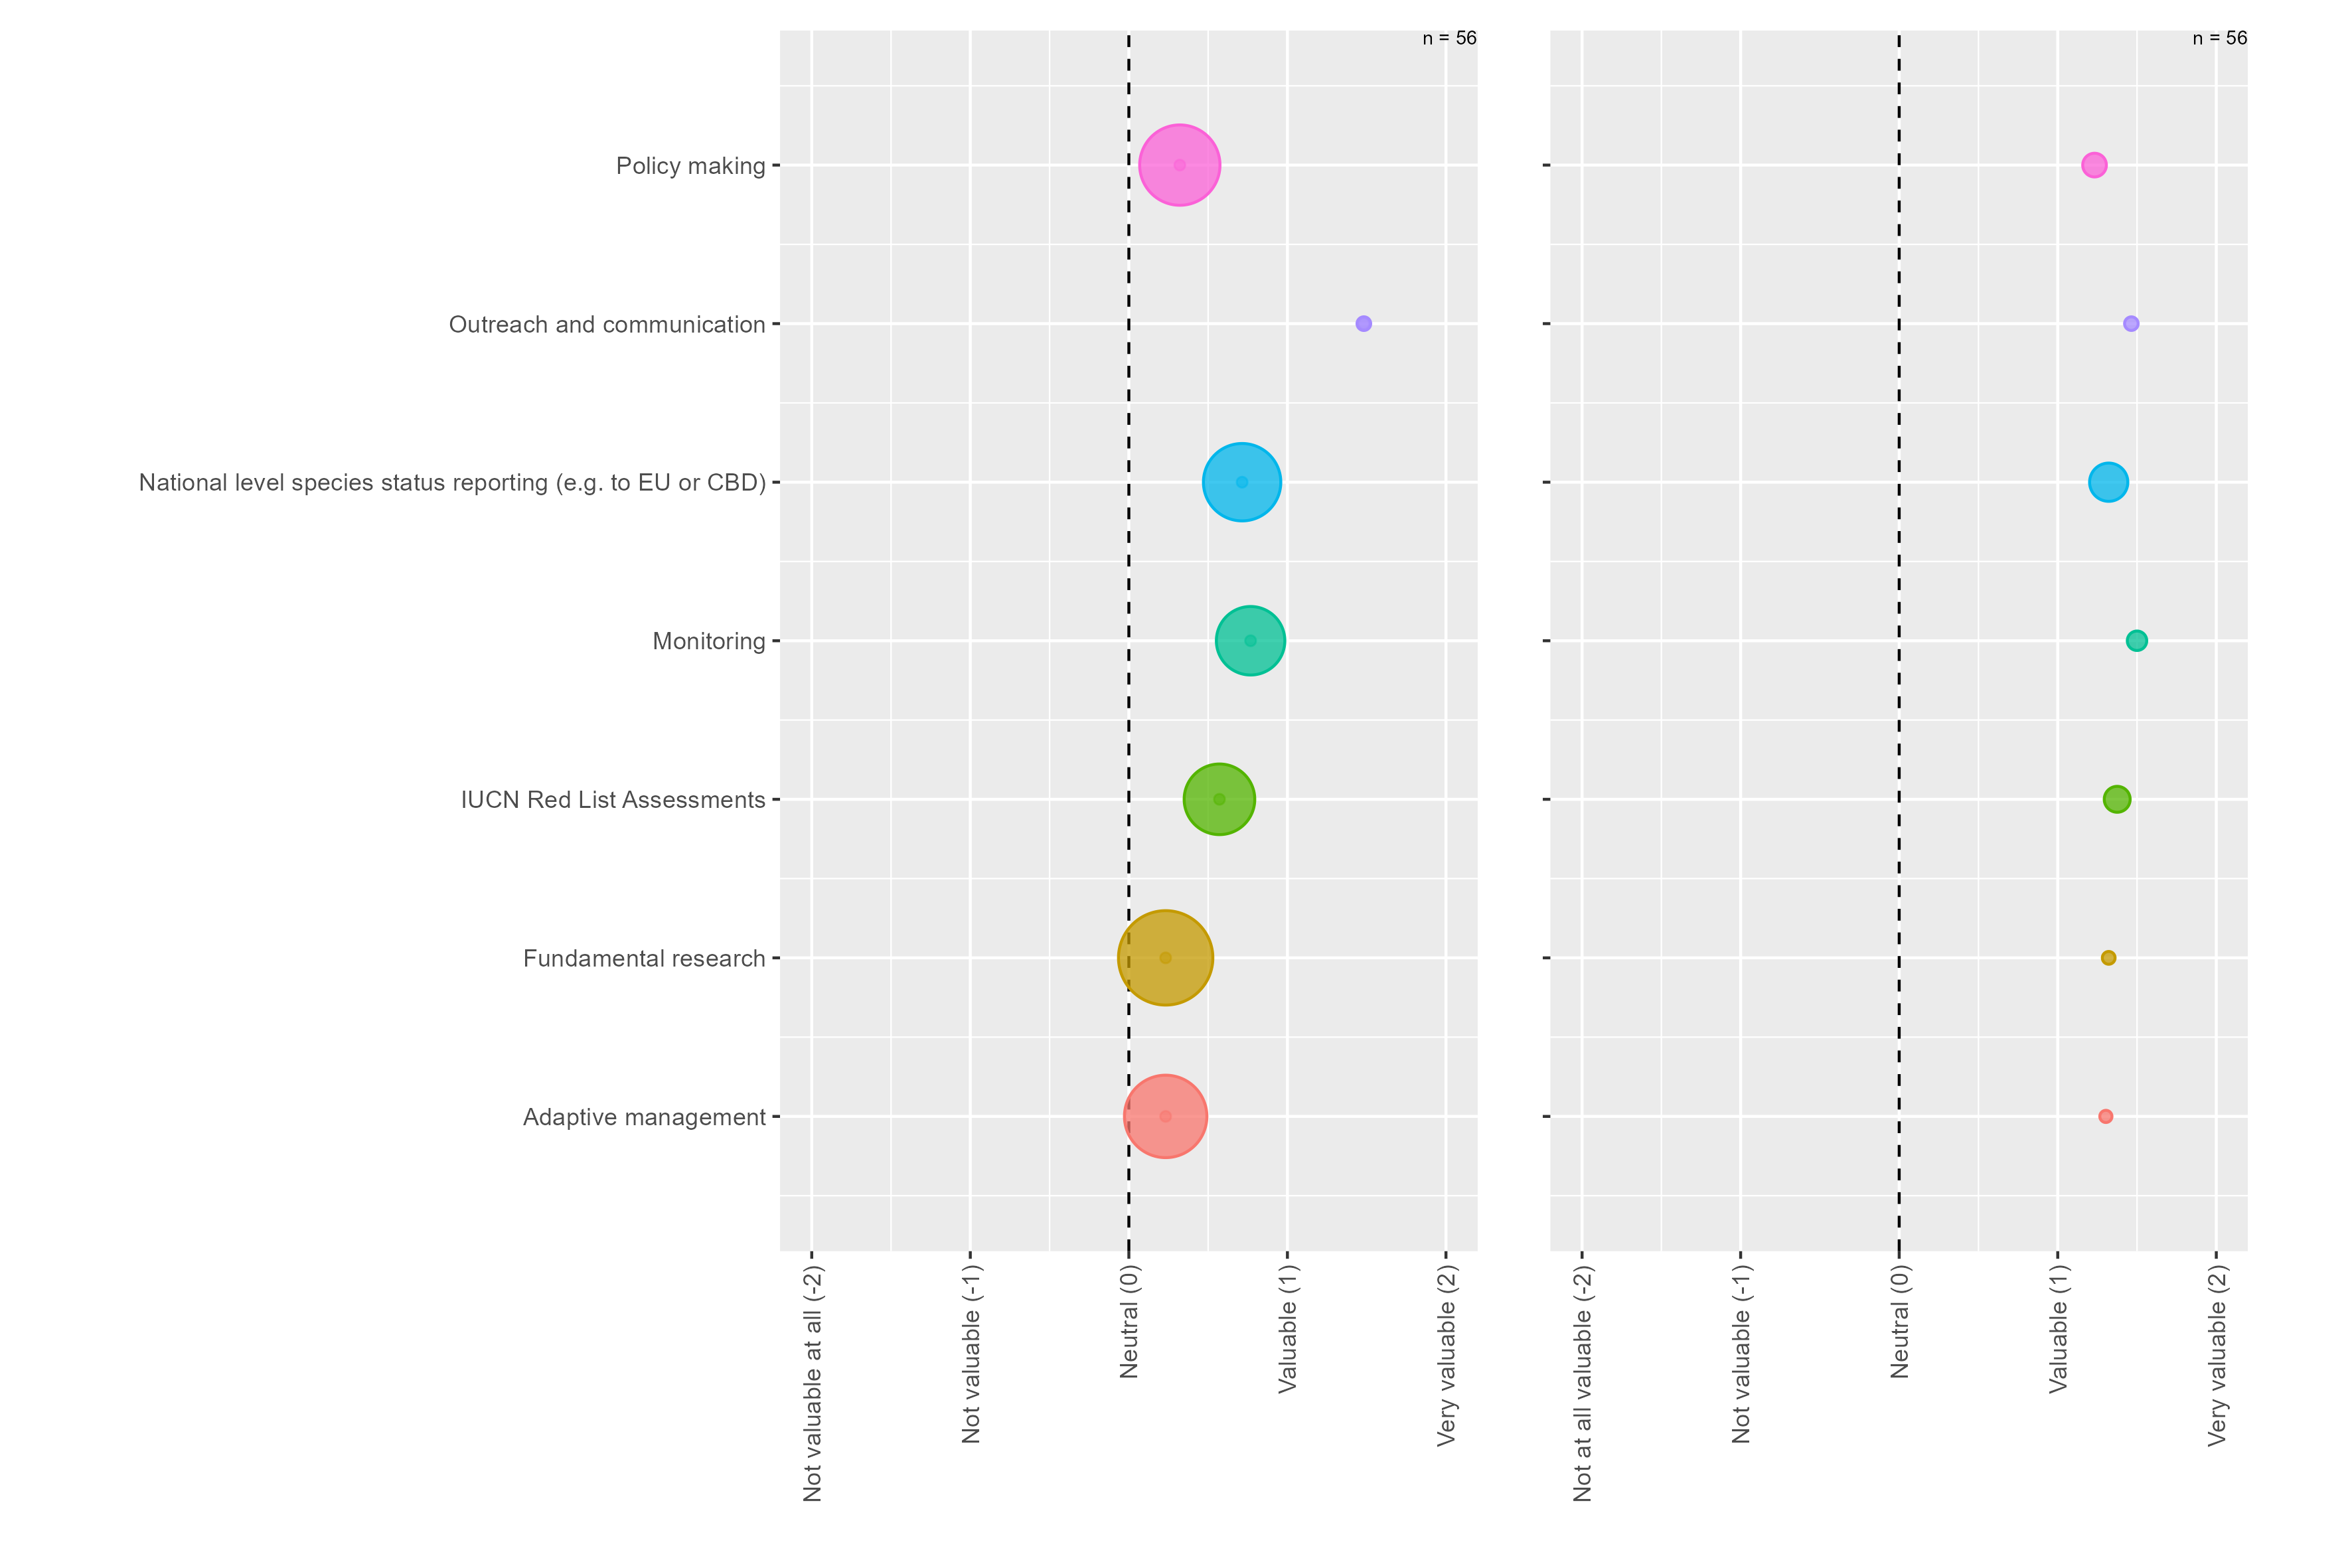 n = 56
n = 56
Policy making
Outreach and communication
National level species status reporting (e.g. to EU or CBD)
Monitoring
IUCN Red List Assessments
Fundamental research
Adaptive management
Not valuable at all (-2)
Not valuable (-1)
Neutral (0)
Valuable (1)
Very valuable (2)
Not at all valuable (-2)
Not valuable (-1)
Neutral (0)
Valuable (1)
Very valuable (2)